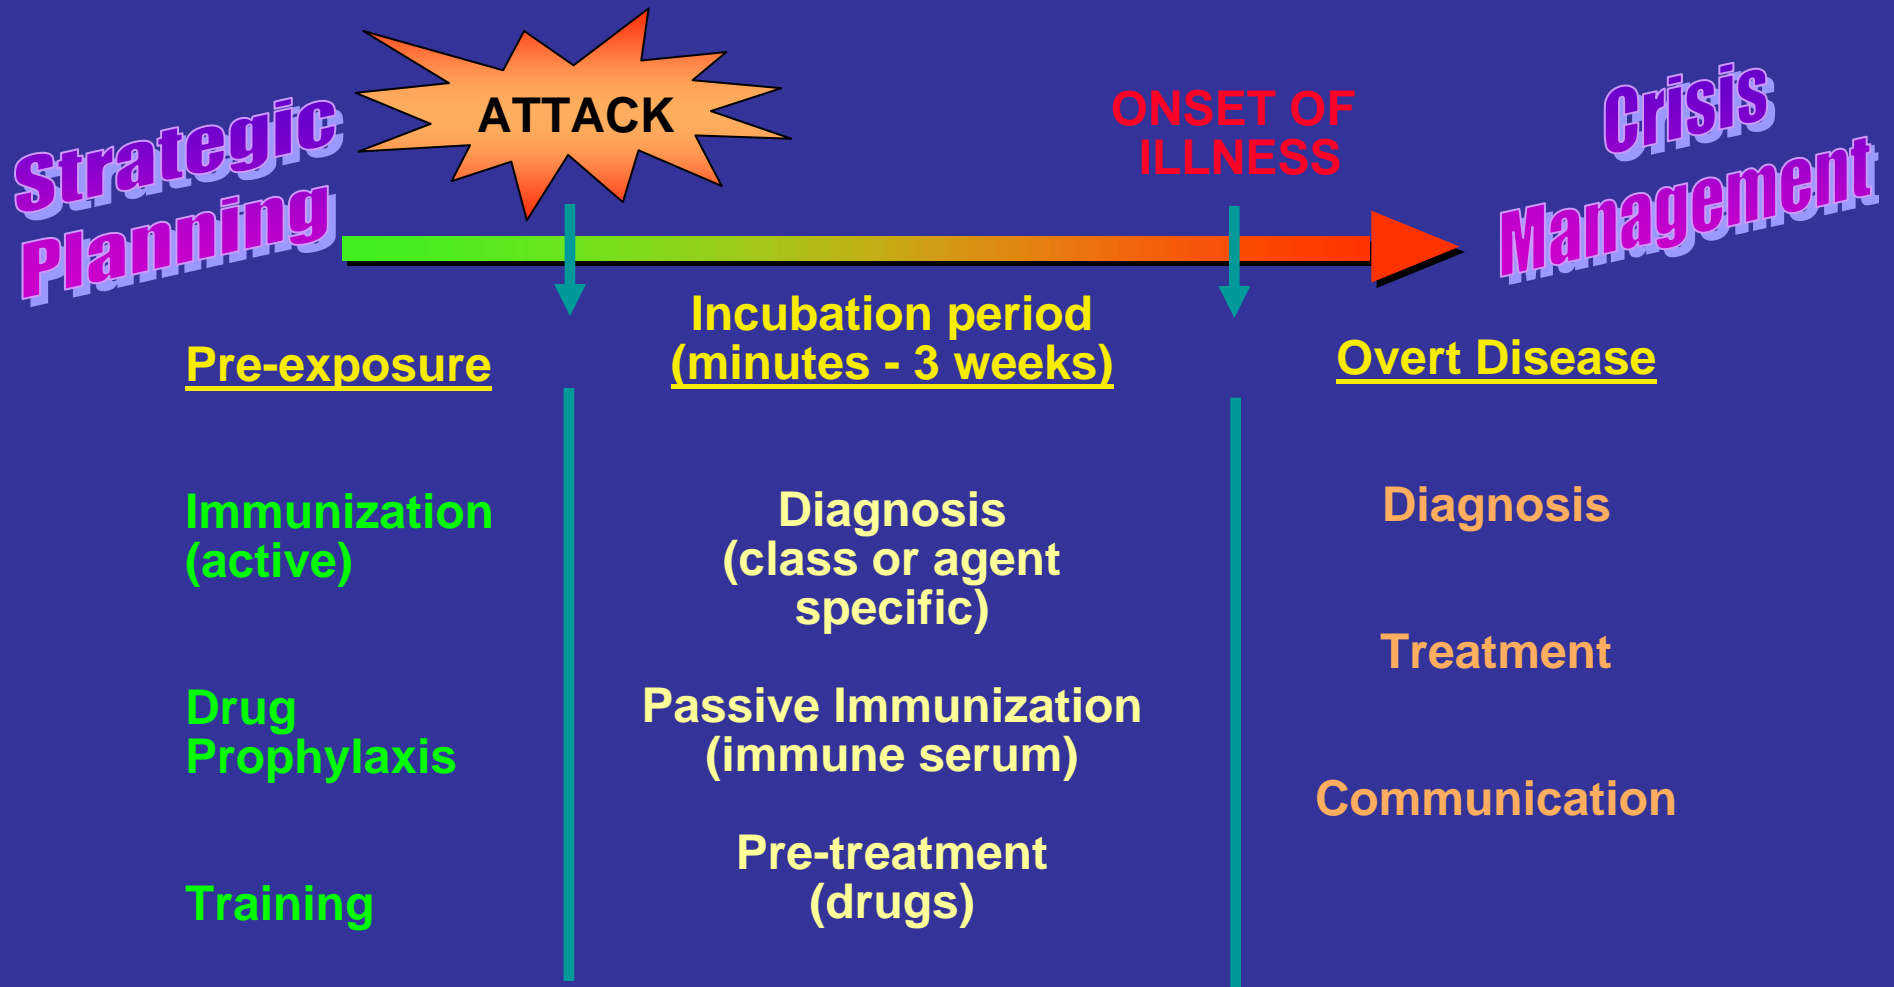 Strategic
Planning
ATTACK
ONSET OF
ILLNESS
Crisis
Management
Pre-exposure
Immunization
(active)
Drug
Prophylaxis
Training
Incubation period
(minutes - 3 weeks)
Diagnosis
(class or agent
specific)
Passive Immunization
(immune serum)
Pre-treatment
(drugs)
Overt Disease
Diagnosis
Treatment
Communication